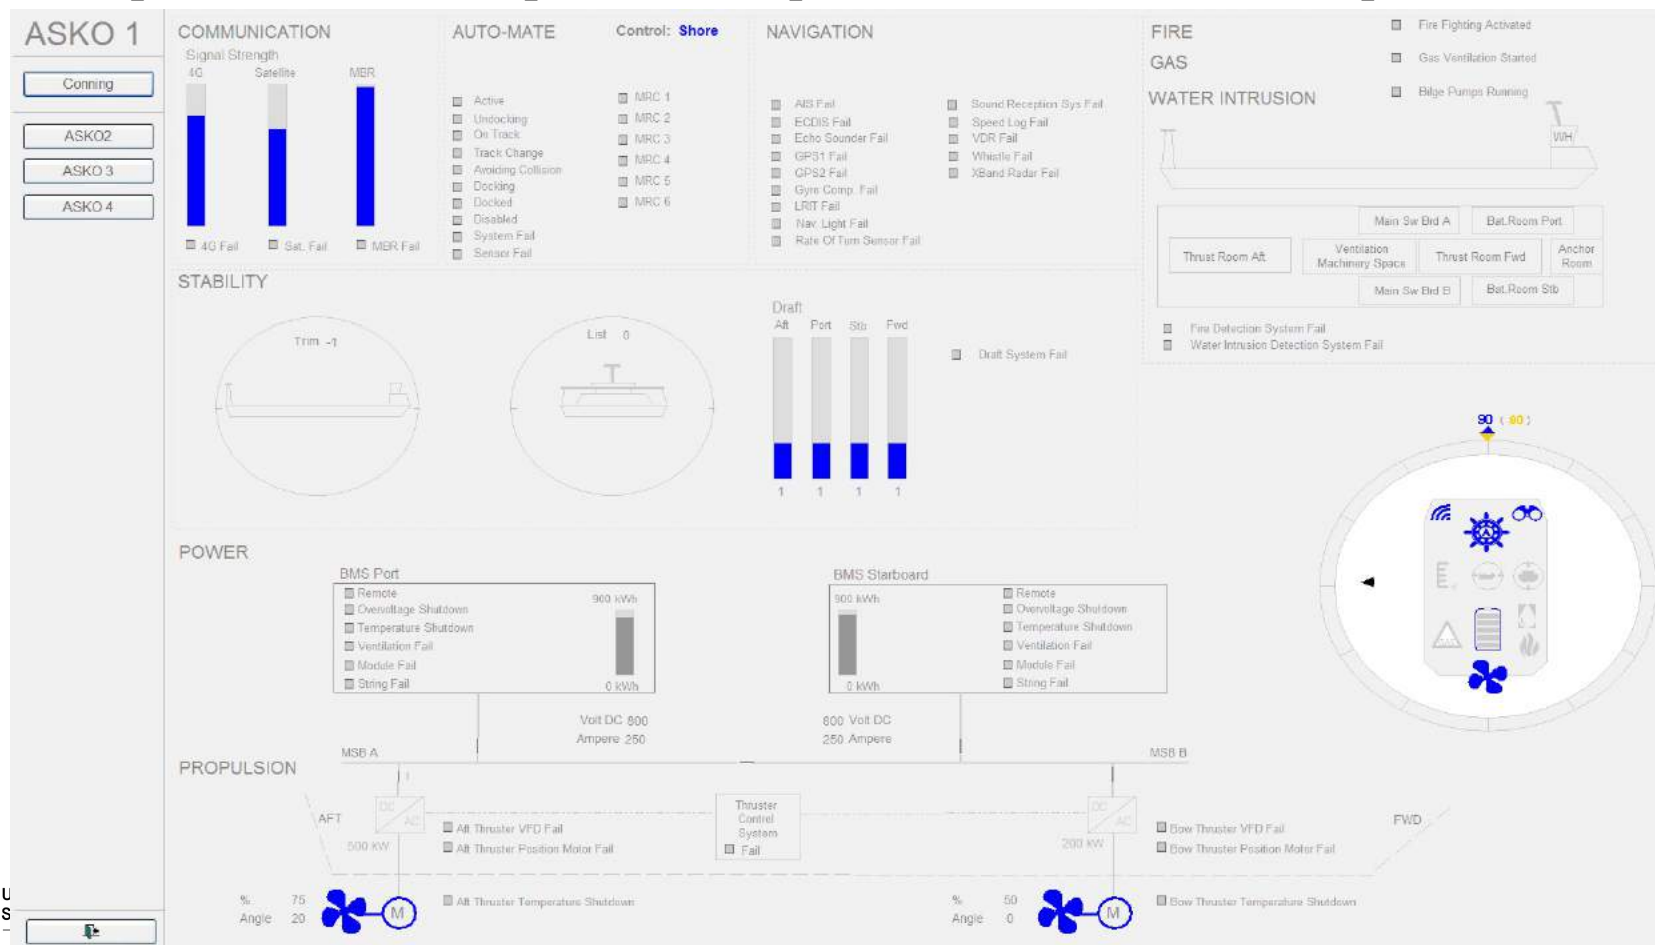 ASKO 1
Conning
ASKO2
ASKO 3
ASKO 4
COMMUNICATION
Signal Strength
4G Satellite MBR
4G Fail Sat. Fail MBR Fail
AUTO-MATE Control: Shore
Active
Undocking
On Track
Track Change
Avoiding Collision
Docking
Docked
Disabled
System Fail
Sensor Fail
MRC 1
MRC 2
MRC 3
MRC 4
MRC 5
MRC 6
NAVIGATION
AIS Fail
ECDIS Fail
Echo Sounder Fail
GPS1 Fail
GPS2 Fail
Gyro Comp. Fail
LRIT Fail
Nav. Light Fail
Rate Of Turn Sensor Fail
Sound Reception Sys Fail
Speed Log Fail
VDR Fail
Whistle Fail
XBand Radar Fail
FIRE
GAS
WATER INTRUSION
Fire Fighting Activated
Gas Ventilation Started
Bilge Pumps Running
WH
Main Sw Brd A Bat.Room Port
Thrust Room Aft
Ventilation
Machinery Space
Thrust Room Fwd
Anchor
Room
Main Sw Brd B Bat.Room Stb
Fire Detection System Fail
Water Intrusion Detection System Fail
STABILITY
Trim -1
List 0
Draft
Aft Port Stb Fwd
1 1 1 1
Draft System Fail
90 ( 90 )
GAS
POWER
BMS Port
Remote
Overvoltage Shutdown
Temperature Shutdown
Ventilation Fail
Module Fail
String Fail
900 kWh
0 kWh
Volt DC 800
Ampere 250
BMS Starboard
900 kWh
0 kWh
Remote
Overvoltage Shutdown
Temperature Shutdown
Ventilation Fail
Module Fail
String Fail
800 Volt DC
250 Ampere
MSB A
MSB B
PROPULSION
AFT
DC
AC
500 kW
Aft Thruster VFD Fail
Aft Thruster Position Motor Fail
Thruster
Control
System
Fail
DC
AC
200 kW
Bow Thruster VFD Fail
Bow Thruster Position Motor Fail
FWD
% 75
Angle 20
M
Aft Thruster Temperature Shutdown
% 50
Angle 0
M
Bow Thruster Temperature Shutdown